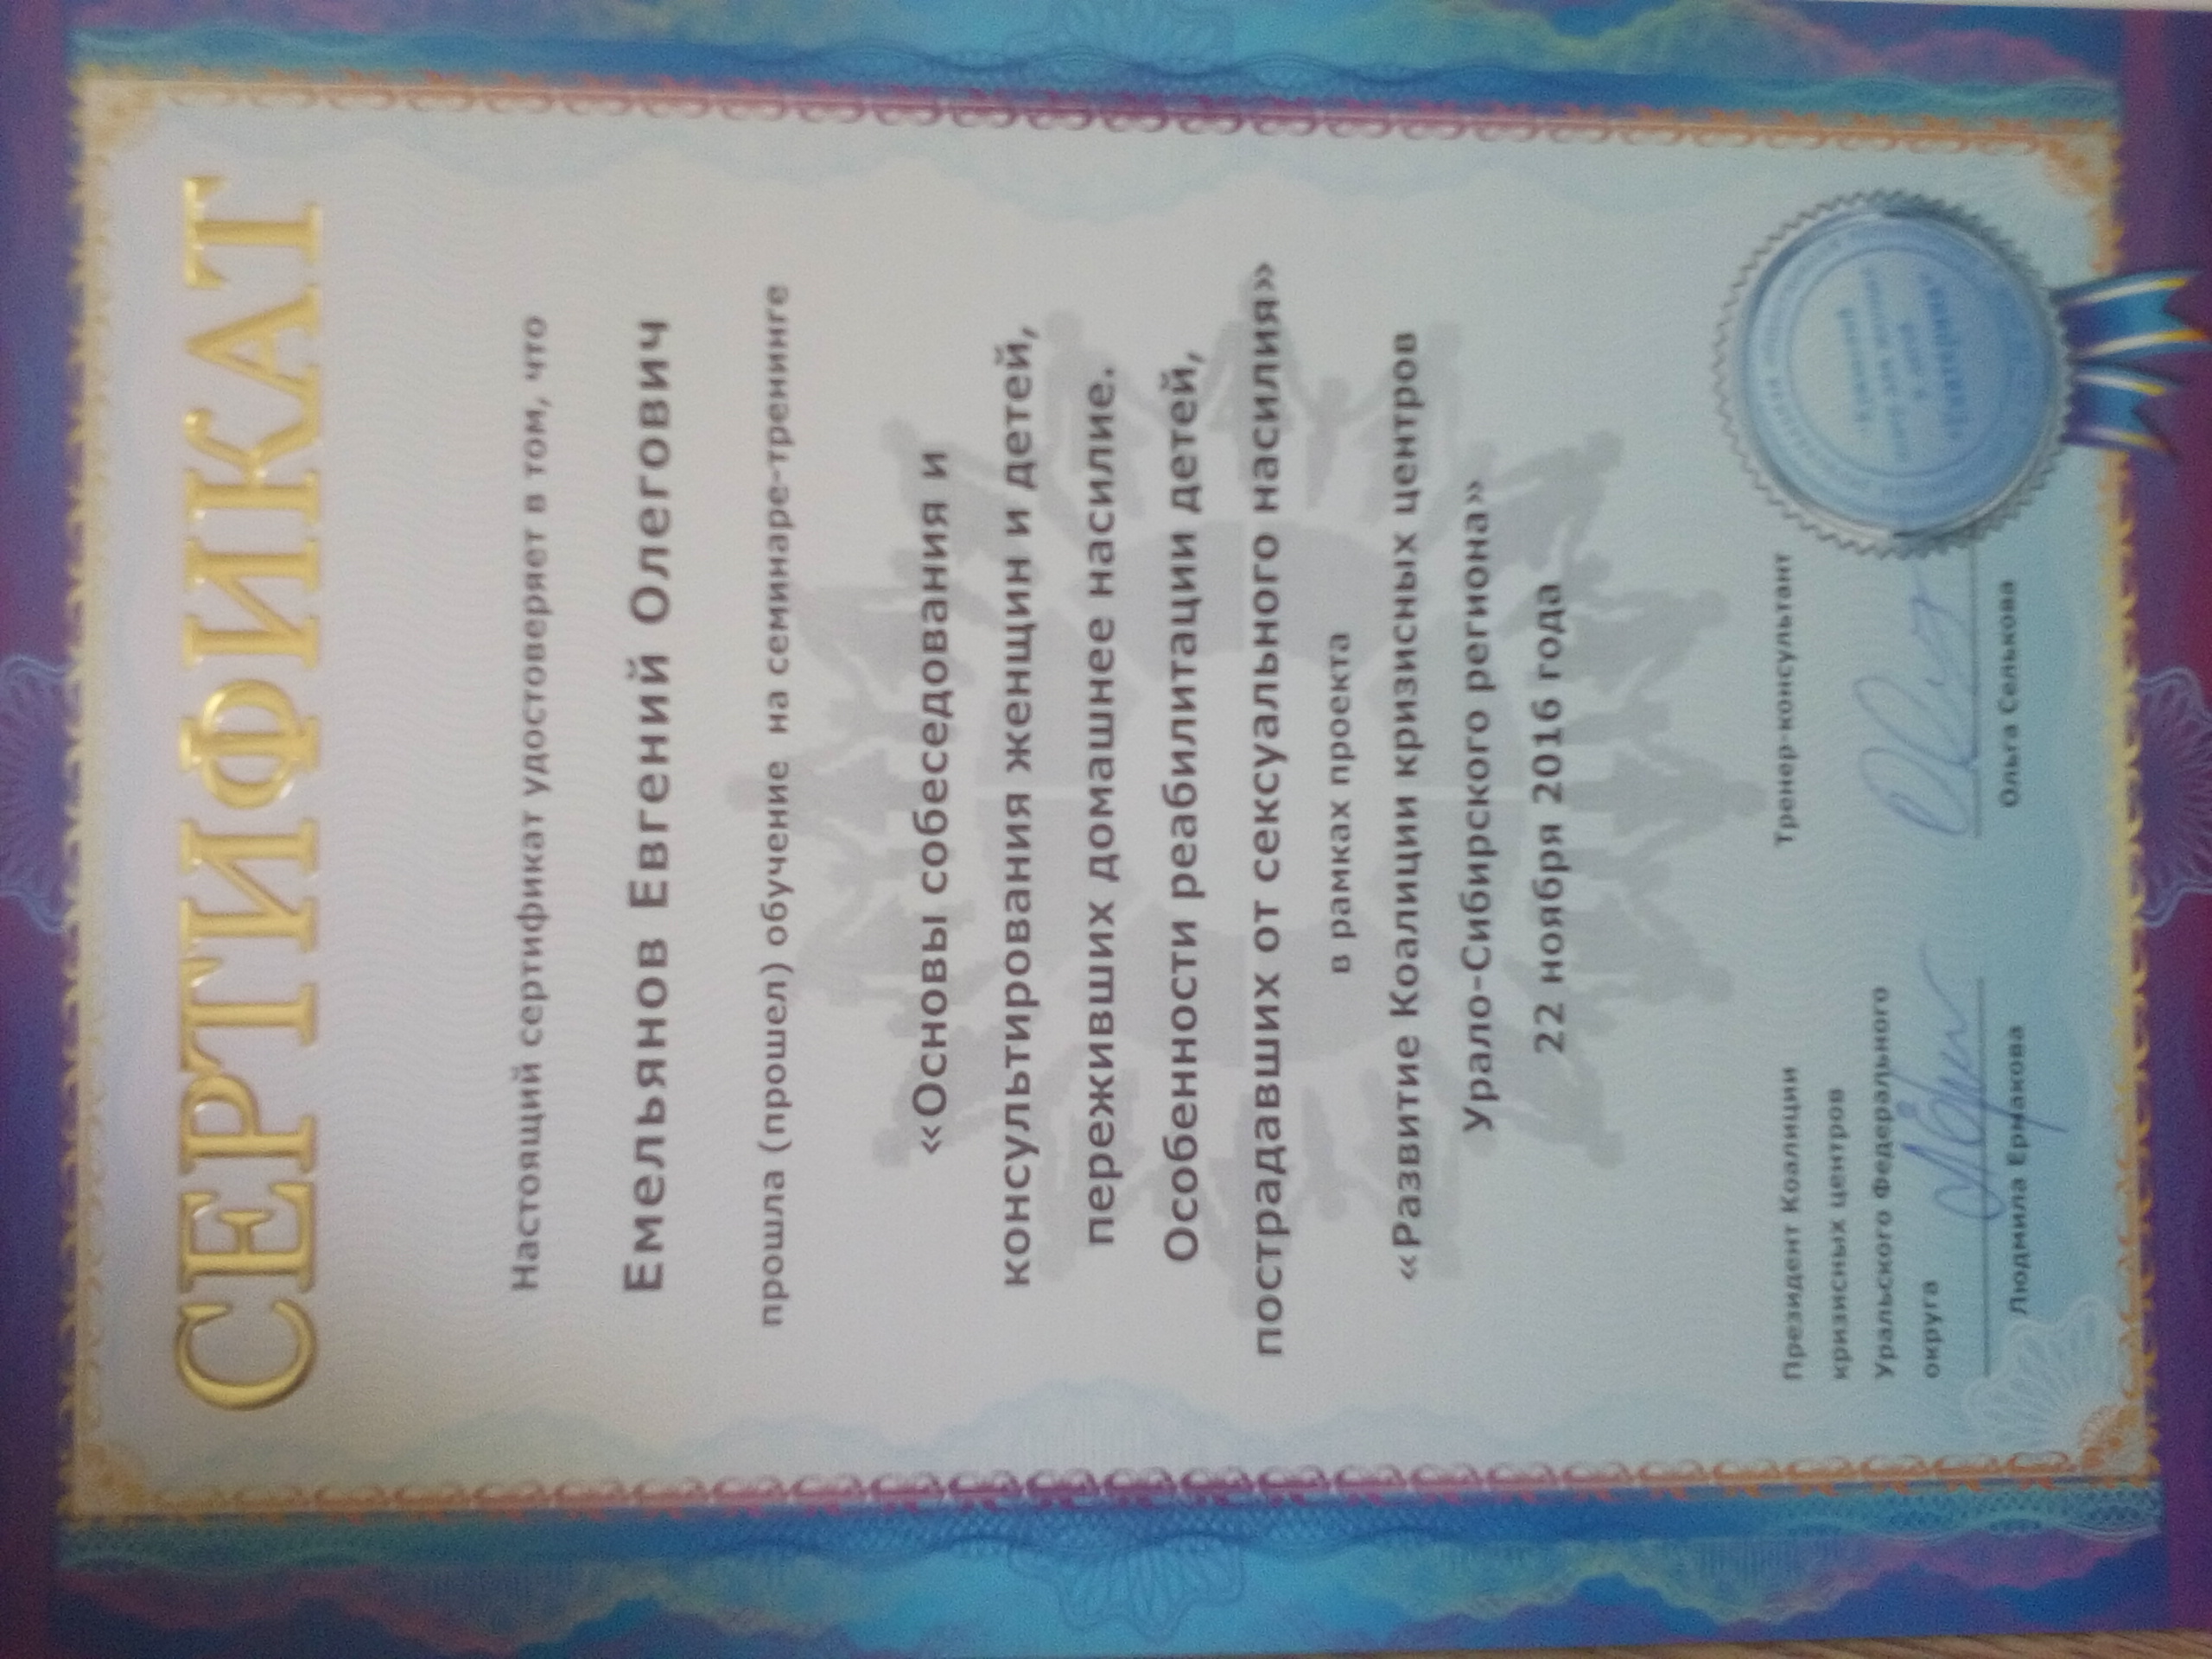 СЕРТИФИКАТ
Настоящий сертификат удостоверяет в том, что
Емельянов Евгений Олегович
прошла (прошел) обучение на семинаре-тренинге
«Основы собеседования и
консультирования женщин и детей,
переживших домашнее насилие.
Особенности реабилитации детей,
пострадавших от сексуального насилия»
в рамках проекта
«Развитие Коалиции кризисных центров
Урало-Сибирского региона»
22 ноября 2016 года
Президент Коалиции
кризисных центров
Уральского Федерального
округа
Людмила Ермакова
Тренер-консультант
Ольга Селькова
"Кризисный
центр для женщин
и детей
"Екатерина"